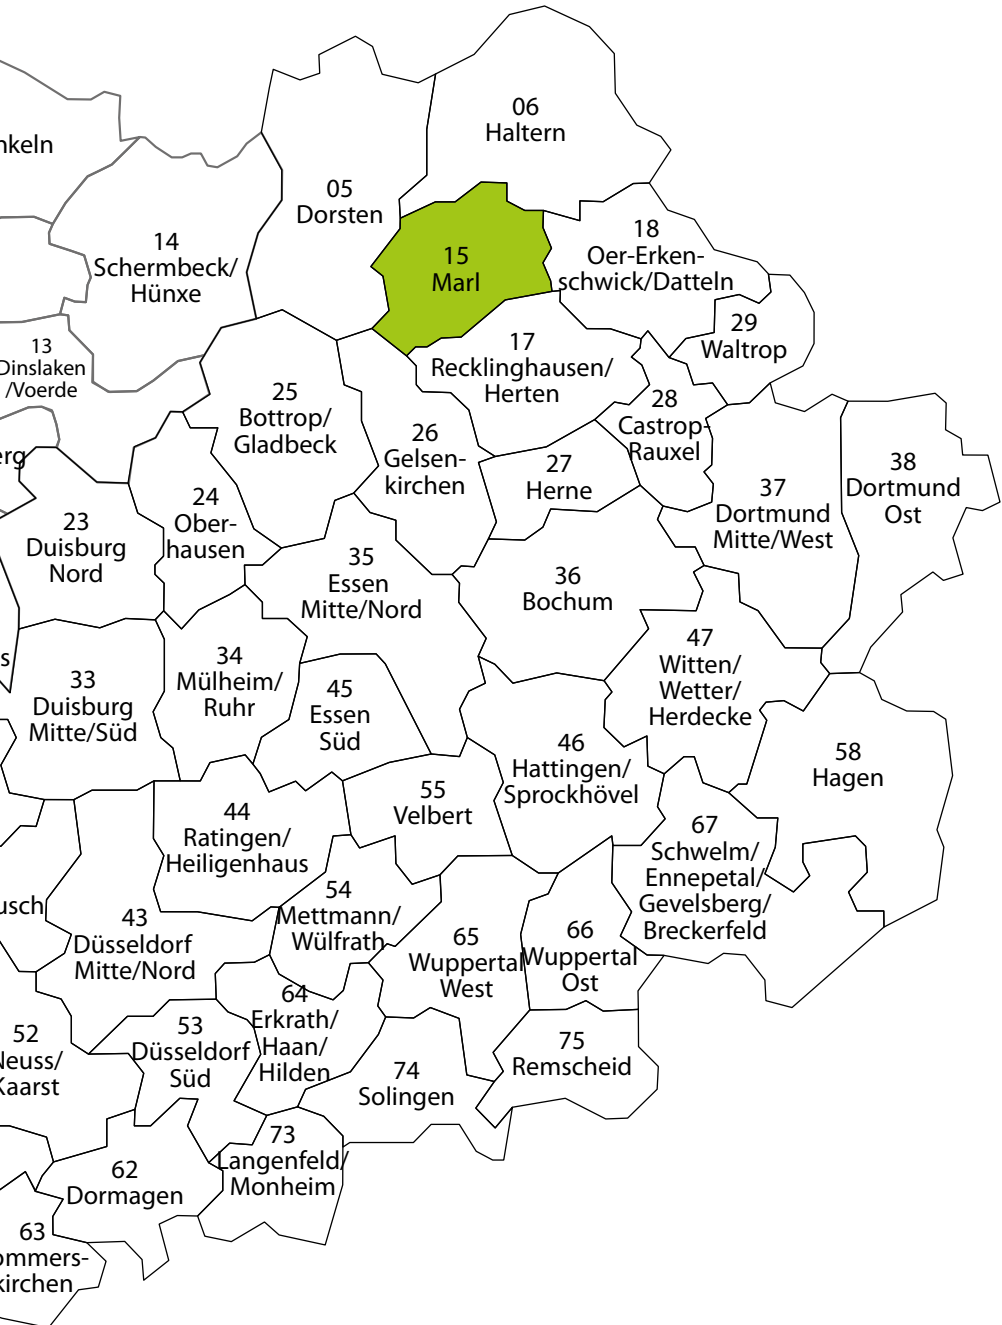 06
Haltern
nkeln
05
Dorsten
14
Schermbeck/
Hünxe
15
Marl
18
Oer-Erken-
schwick/Datteln
29
Waltrop
13
Dinslaken
/Voerde
17
Recklinghausen/
Herten
25
Bottrop/
Gladbeck
28
Castrop-
Rauxel
26
Gelsen-
kirchen
27
Herne
erg
38
Dortmund
Ost
37
Dortmund
Mitte/West
24
Ober-
hausen
23
Duisburg
Nord
35
Essen
Mitte/Nord
36
Bochum
s
34
Mülheim/
Ruhr
47
Witten/
Wetter/
Herdecke
33
Duisburg
Mitte/Süd
45
Essen
Süd
46
Hattingen/
Sprockhövel
58
Hagen
55
Velbert
44
Ratingen/
Heiligenhaus
67
Schwelm/
Ennepetal/
Gevelsberg/
Breckerfeld
usch
54
Mettmann/
Wülfrath
43
Düsseldorf
Mitte/Nord
65
Wuppertal
West
66
Wuppertal
Ost
64
Erkrath/
Haan/
Hilden
52
Neuss/
Kaarst
53
Düsseldorf
Süd
75
Remscheid
74
Solingen
73
Langenfeld/
Monheim
62
Dormagen
63
ommers-
kirchen